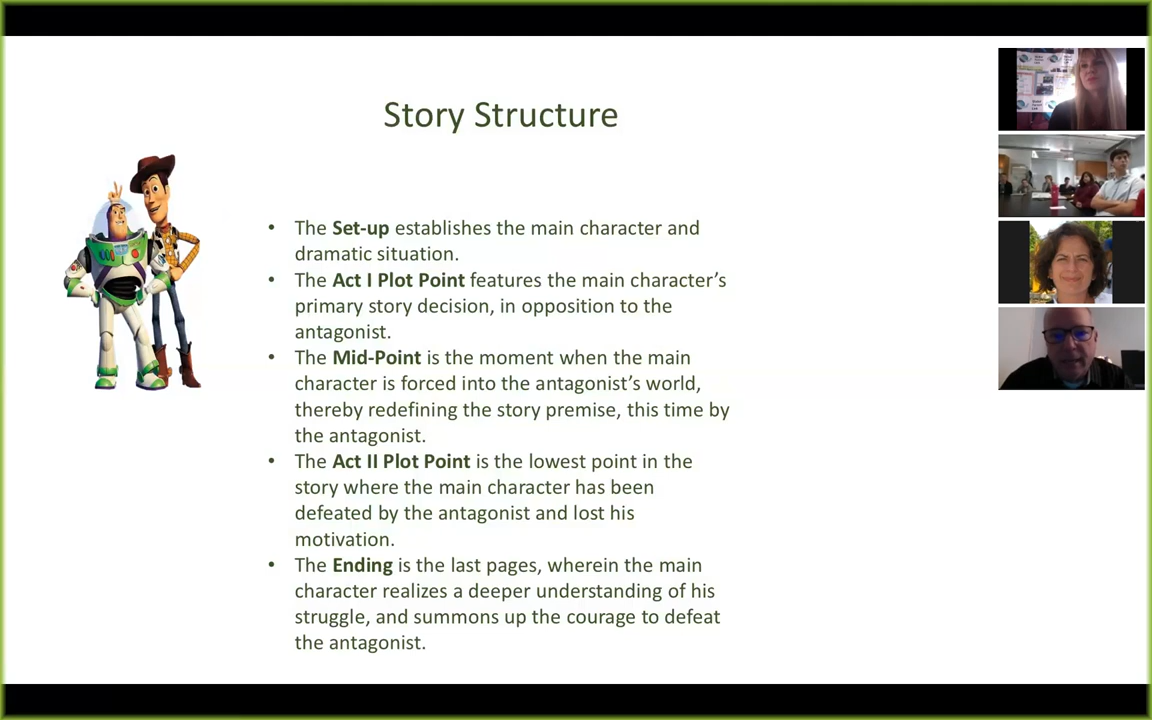 Story Structure
• The Set-up establishes the main character and
dramatic situation.
• The Act I Plot Point features the main character’s
primary story decision, in opposition to the
antagonist.
• The Mid-Point is the moment when the main
character is forced into the antagonist’s world,
thereby redefining the story premise, this time by
the antagonist.
• The Act II Plot Point is the lowest point in the
story where the main character has been
defeated by the antagonist and lost his
motivation.
• The Ending is the last pages, wherein the main
character realizes a deeper understanding of his
struggle, and summons up the courage to defeat
the antagonist.